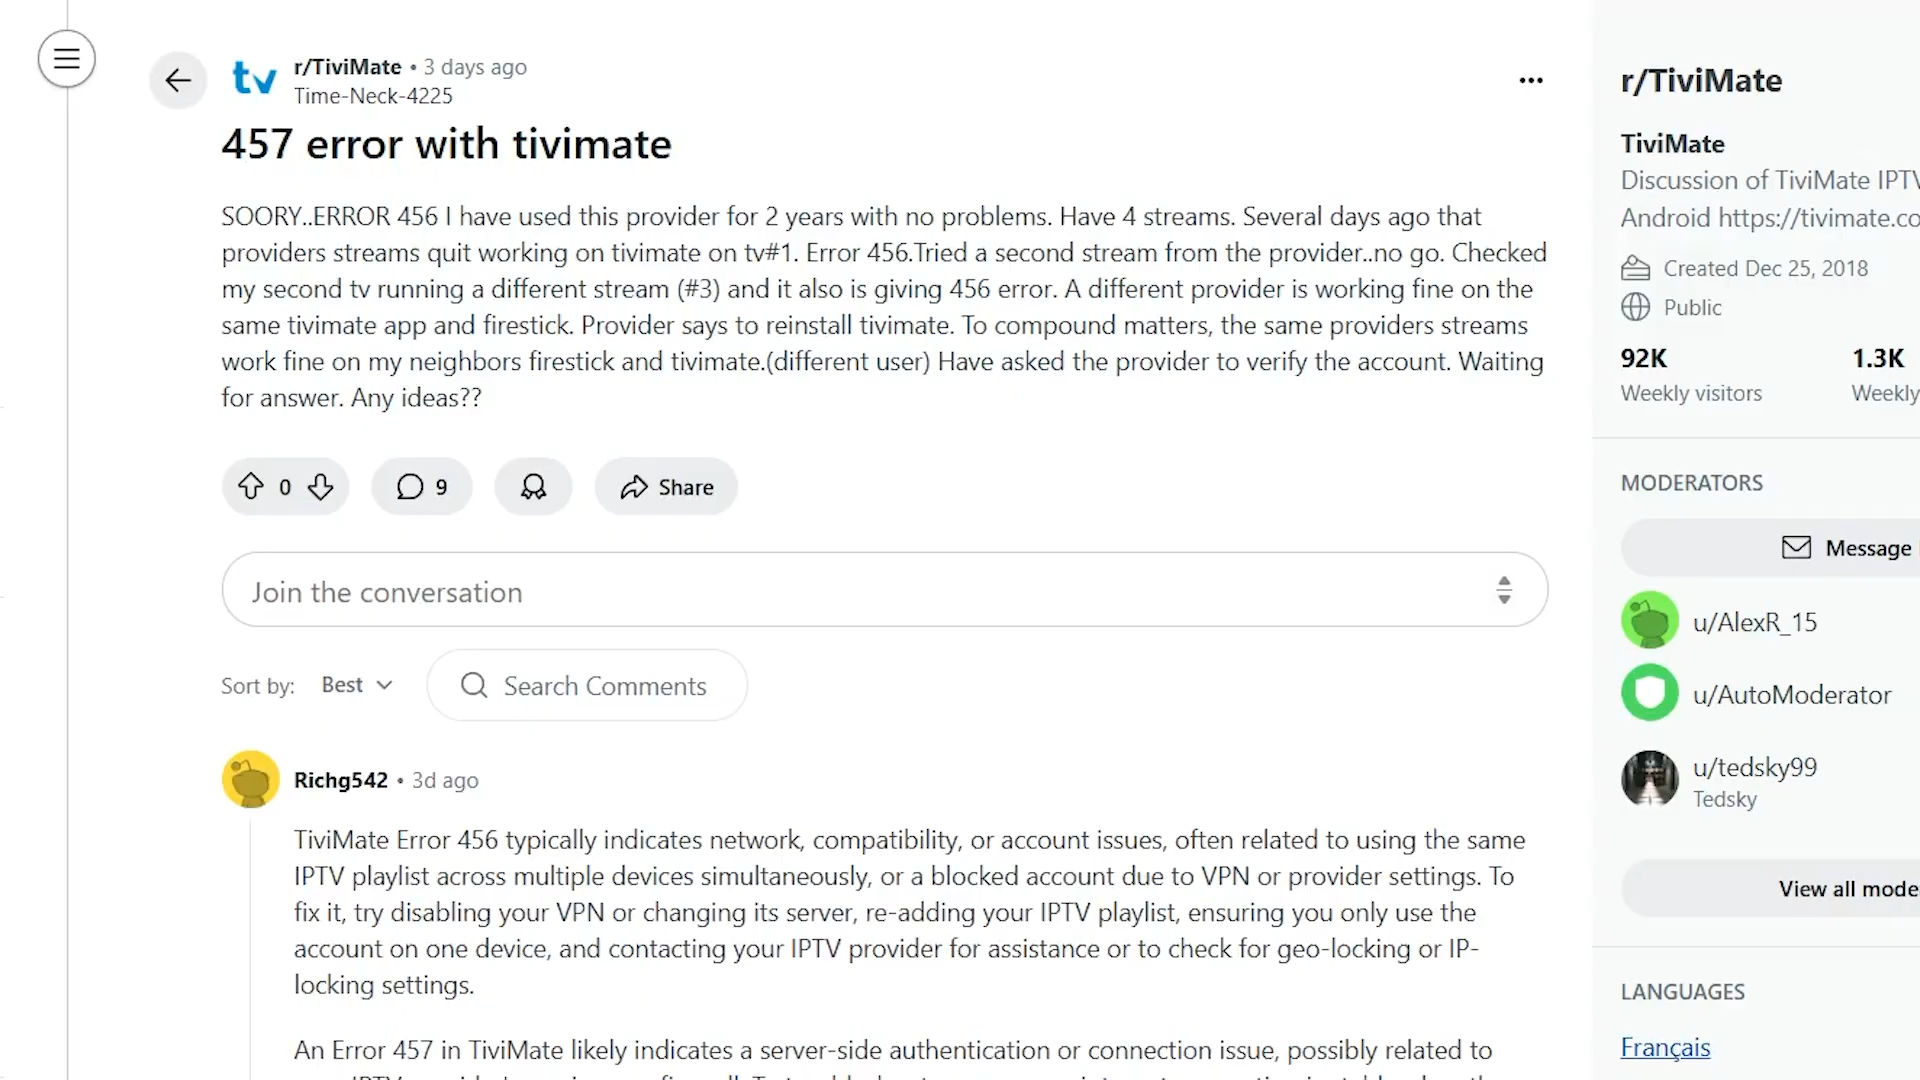 r/TiviMate • 3 days ago
Time-Neck-4225
457 error with tivimate
SOORY..ERROR 456 I have used this provider for 2 years with no problems. Have 4 streams. Several days ago that
providers streams quit working on tivimate on tv#1. Error 456.Tried a second stream from the provider..no go. Checked
my second tv running a different stream (#3) and it also is giving 456 error. A different provider is working fine on the
same tivimate app and firestick. Provider says to reinstall tivimate. To compound matters, the same providers streams
work fine on my neighbors firestick and tivimate.(different user) Have asked the provider to verify the account. Waiting
for answer. Any ideas??
0
9
Share
Join the conversation
Sort by: Best
Search Comments
Richg542 • 3d ago
TiviMate Error 456 typically indicates network, compatibility, or account issues, often related to using the same
IPTV playlist across multiple devices simultaneously, or a blocked account due to VPN or provider settings. To
fix it, try disabling your VPN or changing its server, re-adding your IPTV playlist, ensuring you only use the
account on one device, and contacting your IPTV provider for assistance or to check for geo-locking or IP-
locking settings.
An Error 457 in TiviMate likely indicates a server-side authentication or connection issue, possibly related to
r/TiviMate
TiviMate
Discussion of TiviMate IPTV
Android https://tivimate.co
Created Dec 25, 2018
Public
92K
Weekly visitors
1.3K
Weekly
MODERATORS
Message
u/AlexR_15
u/AutoModerator
u/tedsky99
Tedsky
View all mode
LANGUAGES
Français
tv